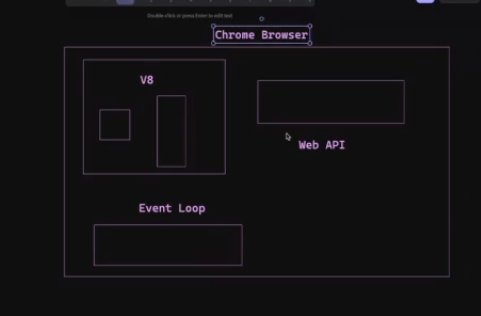 Double-click or press Enter to edit text
Chrome Browser
V8
Web API
Event Loop